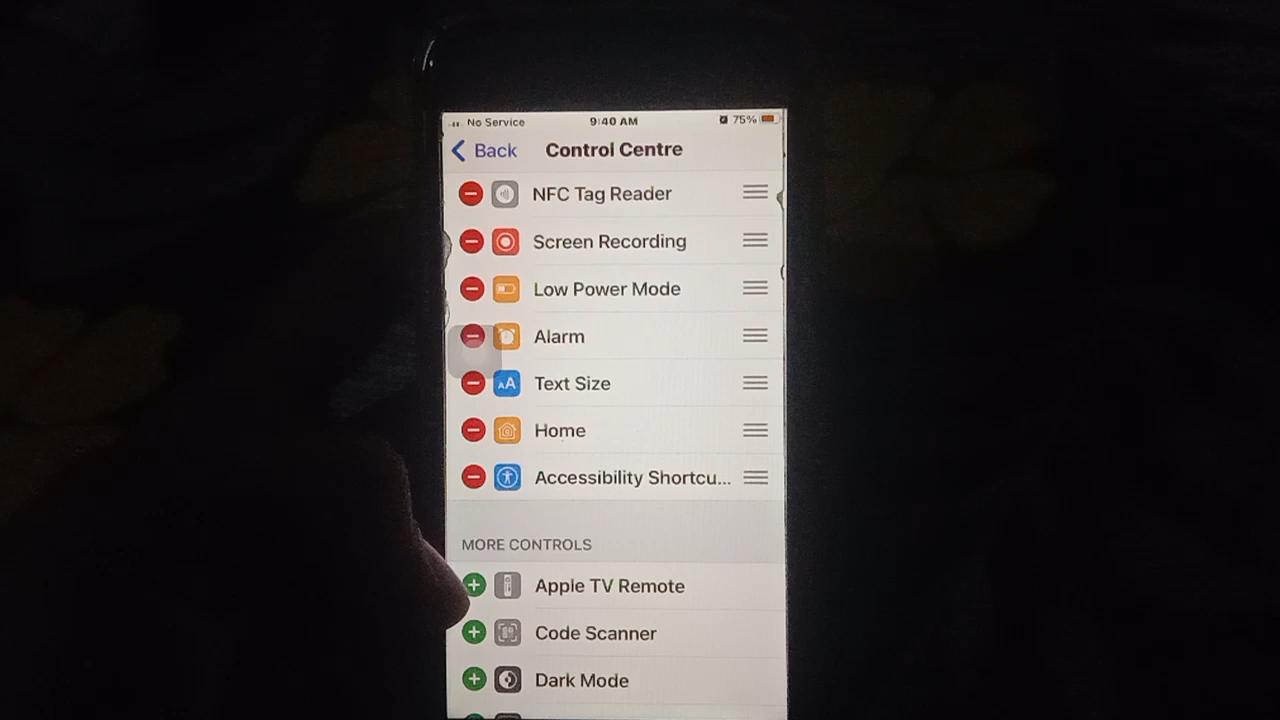 No Service 9:40 AM 75%
Back Control Centre
NFC Tag Reader
Screen Recording
Low Power Mode
Alarm
AA Text Size
Home
Accessibility Shortcu...
MORE CONTROLS
Apple TV Remote
Code Scanner
Dark Mode